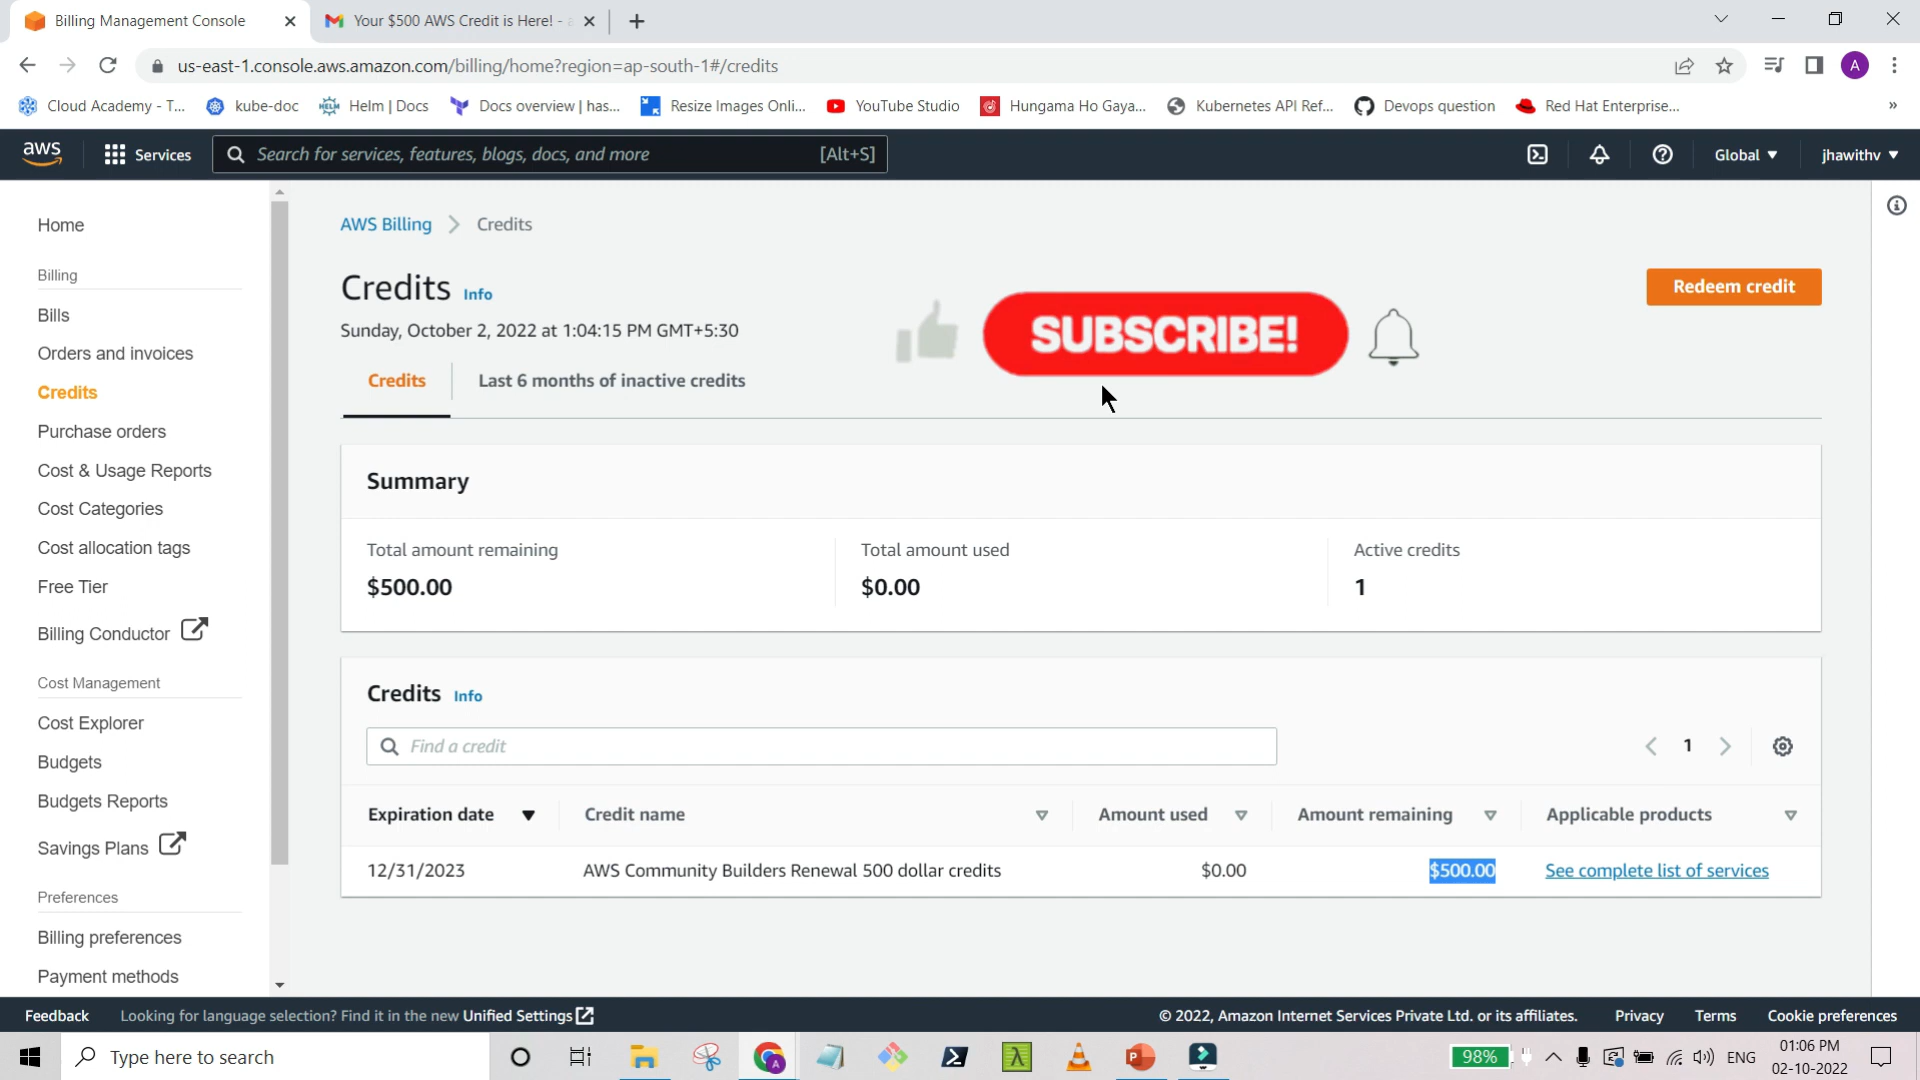 Billing Management Console
Your $500 AWS Credit is Here! -
us-east-1.console.aws.amazon.com/billing/home?region=ap-south-1#/credits
A
Cloud Academy - T...
kube-doc
HELM
Helm | Docs
Docs overview | has...
Resize Images Onli...
YouTube Studio
Hungama Ho Gaya...
Kubernetes API Ref...
Devops question
Red Hat Enterprise...
»
aws
Services
Search for services, features, blogs, docs, and more
[Alt+S]
Global
jhawithv
Home
Billing
Bills
Orders and invoices
Credits
Purchase orders
Cost & Usage Reports
Cost Categories
Cost allocation tags
Free Tier
Billing Conductor
Cost Management
Cost Explorer
Budgets
Budgets Reports
Savings Plans
Preferences
Billing preferences
Payment methods
AWS Billing > Credits
Credits Info
Redeem credit
Sunday, October 2, 2022 at 1:04:15 PM GMT+5:30
SUBSCRIBE!
Credits
Last 6 months of inactive credits
Summary
Total amount remaining
$500.00
Total amount used
$0.00
Active credits
1
Credits Info
Find a credit
1
Expiration date
Credit name
Amount used
Amount remaining
Applicable products
12/31/2023
AWS Community Builders Renewal 500 dollar credits
$0.00
$500.00
See complete list of services
Feedback
Looking for language selection? Find it in the new Unified Settings
© 2022, Amazon Internet Services Private Ltd. or its affiliates.
Privacy
Terms
Cookie preferences
Type here to search
98%
ENG
01:06 PM
02-10-2022